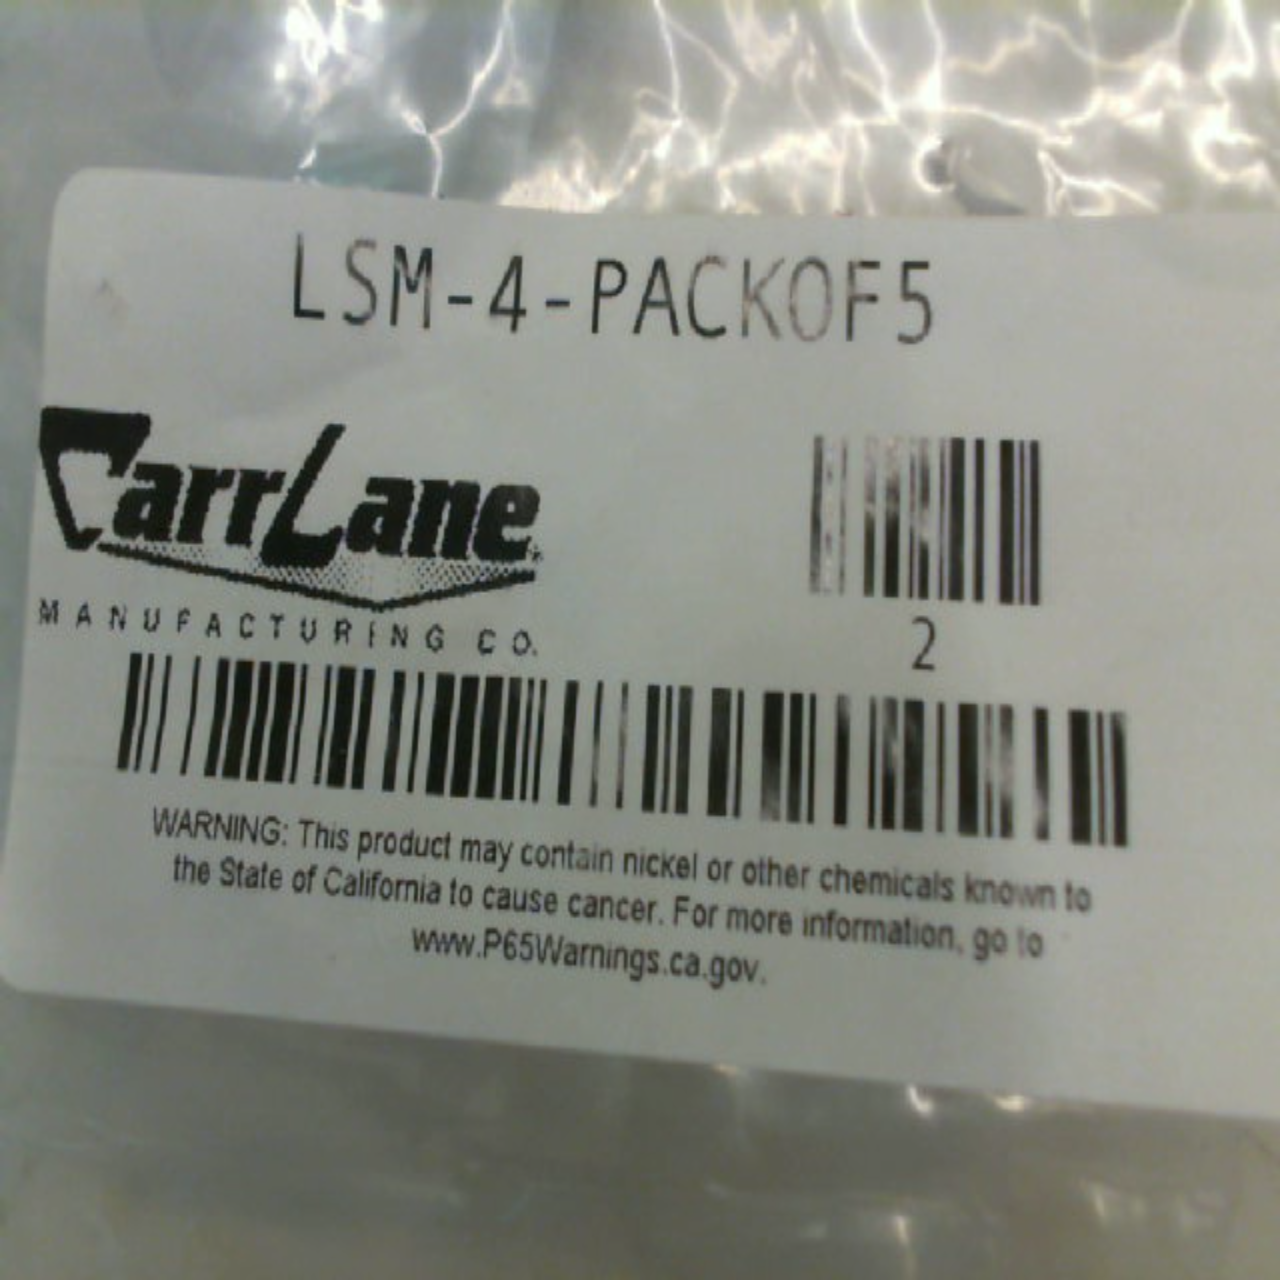 LSM-4-PACKOF5
CarrLane
MANUFACTURING CO.
2
WARNING: This product may contain nickel or other chemicals known to
the State of California to cause cancer. For more information, go to
www.P65Warnings.ca.gov.